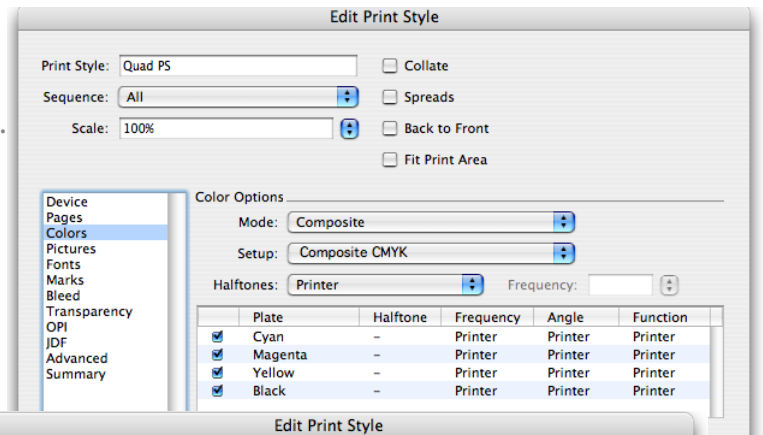 Edit Print Style
Print Style: Quad PS
Collate
Sequence: All
Spreads
Scale: 100%
Back to Front
Fit Print Area
Device
Pages
Colors
Pictures
Fonts
Marks
Bleed
Transparency
OPI
JDF
Advanced
Summary
Color Options
Mode: Composite
Setup: Composite CMYK
Halftones: Printer Frequency:
Plate Halftone Frequency Angle Function
Cyan – Printer Printer Printer
Magenta – Printer Printer Printer
Yellow – Printer Printer Printer
Black – Printer Printer Printer
Edit Print Style